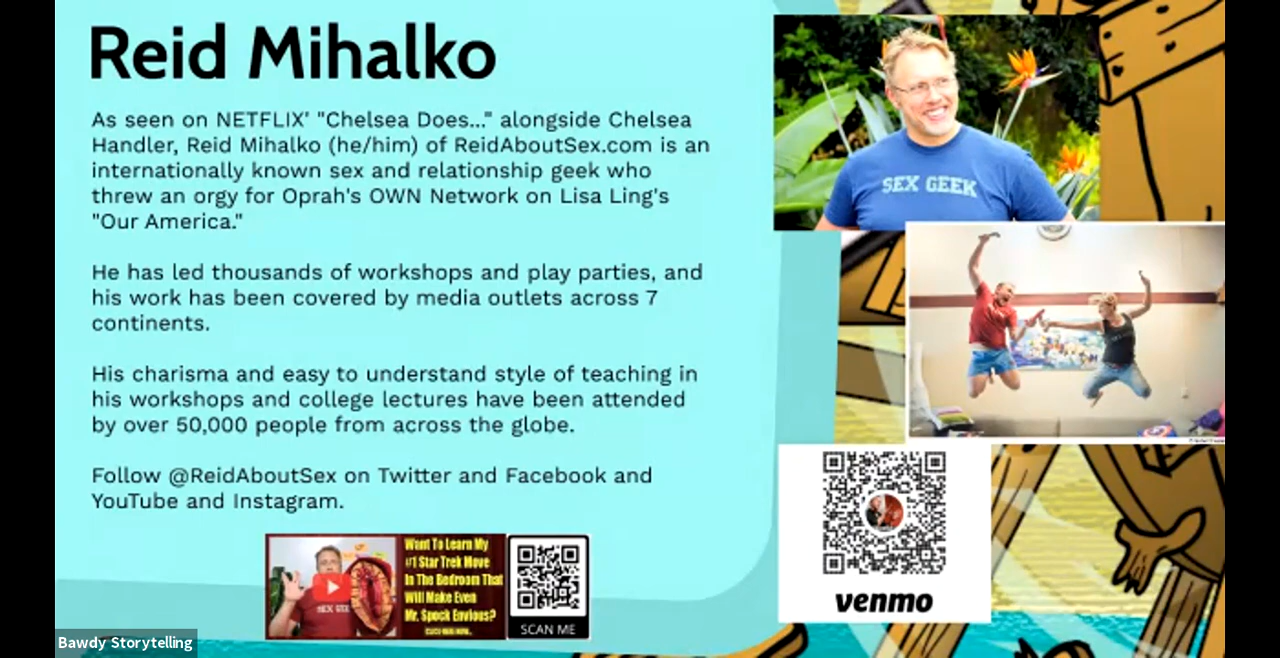 Reid Mihalko
As seen on NETFLIX' "Chelsea Does..." alongside Chelsea
Handler, Reid Mihalko (he/him) of ReidAboutSex.com is an
internationally known sex and relationship geek who
threw an orgy for Oprah's OWN Network on Lisa Ling's
"Our America."
He has led thousands of workshops and play parties, and
his work has been covered by media outlets across 7
continents.
His charisma and easy to understand style of teaching in
his workshops and college lectures have been attended
by over 50,000 people from across the globe.
Follow @ReidAboutSex on Twitter and Facebook and
YouTube and Instagram.
SEX GEEK
Want To Learn My
#1 Star Trek Move
In The Bedroom That
Will Make Even
Mr. Spock Envious?
SCAN ME
venmo
Bawdy Storytelling